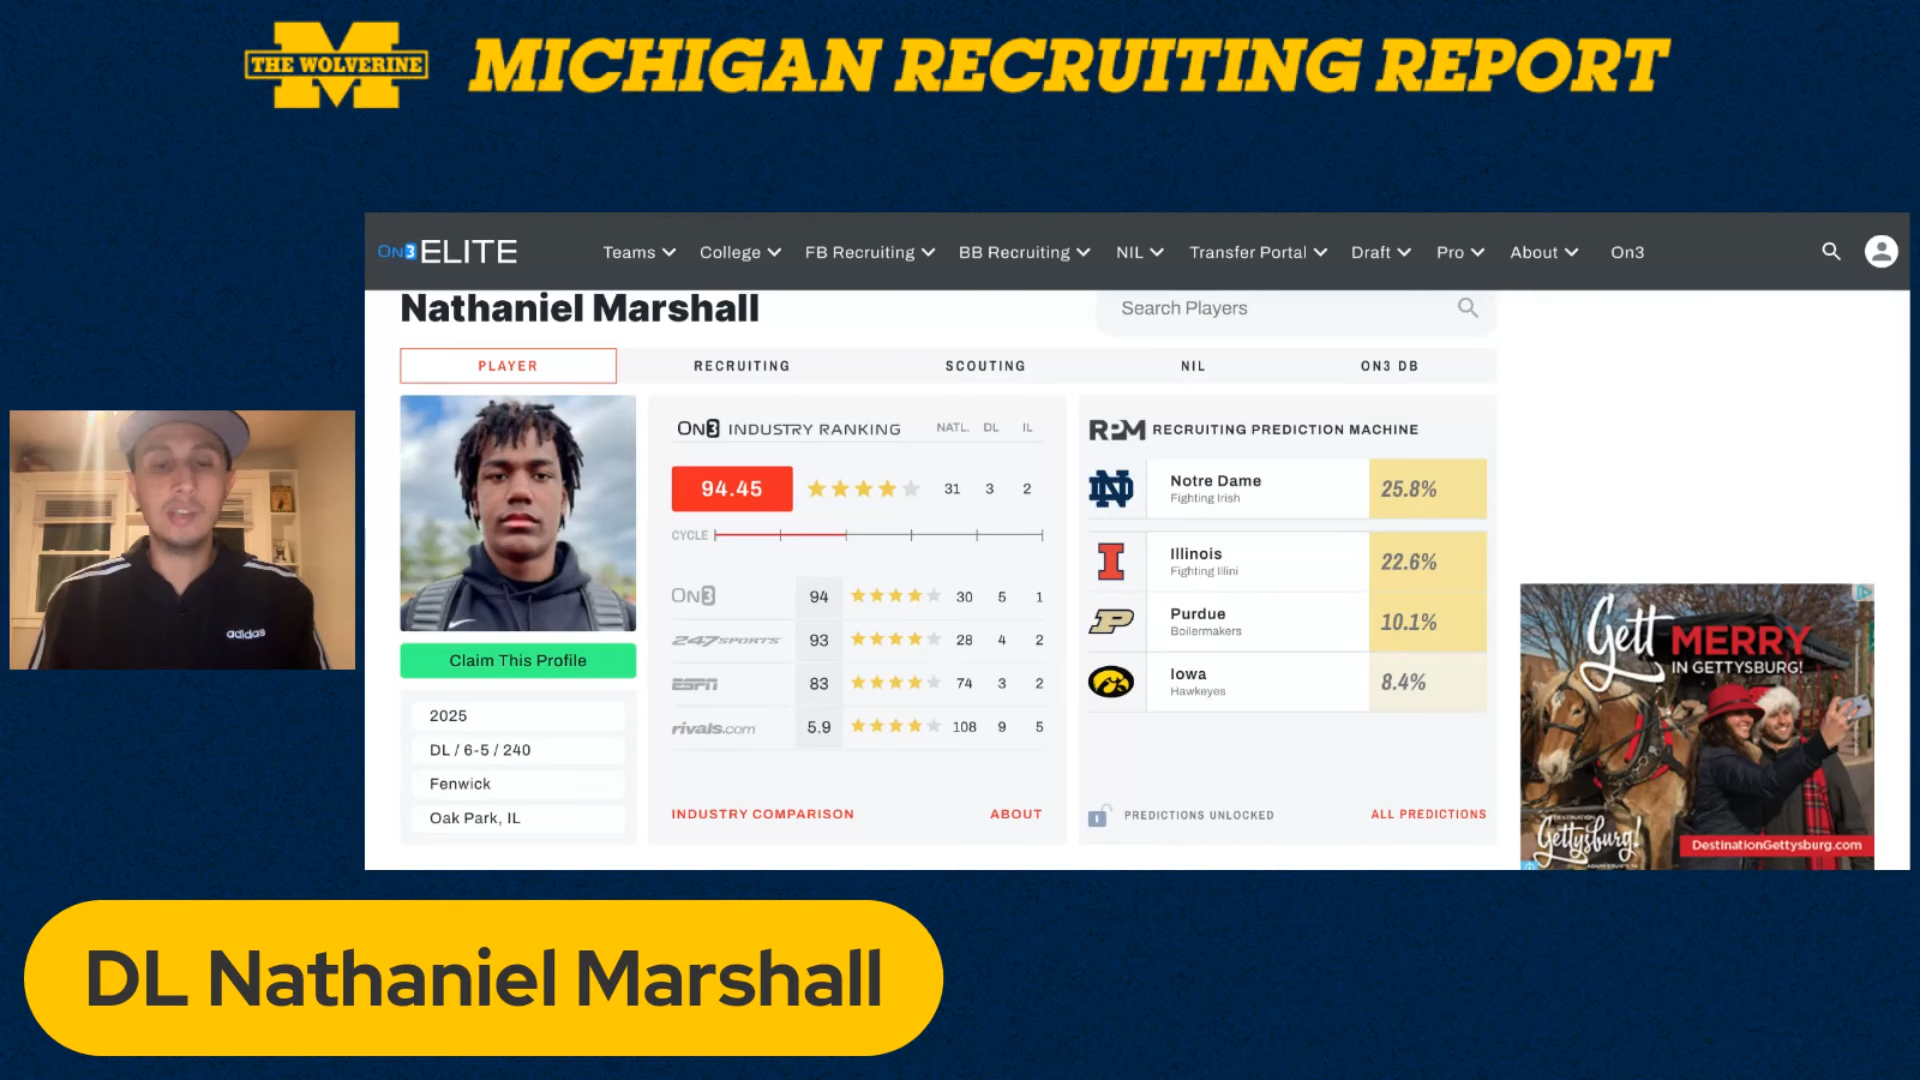 THE WOLVERINE
MICHIGAN RECRUITING REPORT
ON3 ELITE
Teams College FB Recruiting BB Recruiting NIL Transfer Portal Draft Pro About On3
Nathaniel Marshall
Search Players
PLAYER RECRUITING SCOUTING NIL ON3 DB
adidas
Claim This Profile
2025
DL / 6-5 / 240
Fenwick
Oak Park, IL
ON3 INDUSTRY RANKING NATL. DL IL
94.45 31 3 2
CYCLE
ON3 94 30 5 1
247SPORTS 93 28 4 2
ESPN 83 74 3 2
rivals.com 5.9 108 9 5
INDUSTRY COMPARISON ABOUT
RPM RECRUITING PREDICTION MACHINE
Notre Dame
Fighting Irish
25.8%
Illinois
Fighting Illini
22.6%
Purdue
Boilermakers
10.1%
Iowa
Hawkeyes
8.4%
PREDICTIONS UNLOCKED ALL PREDICTIONS
Gett MERRY
IN GETTYSBURG!
DESTINATION
Gettysburg!
DestinationGettysburg.com
DL Nathaniel Marshall